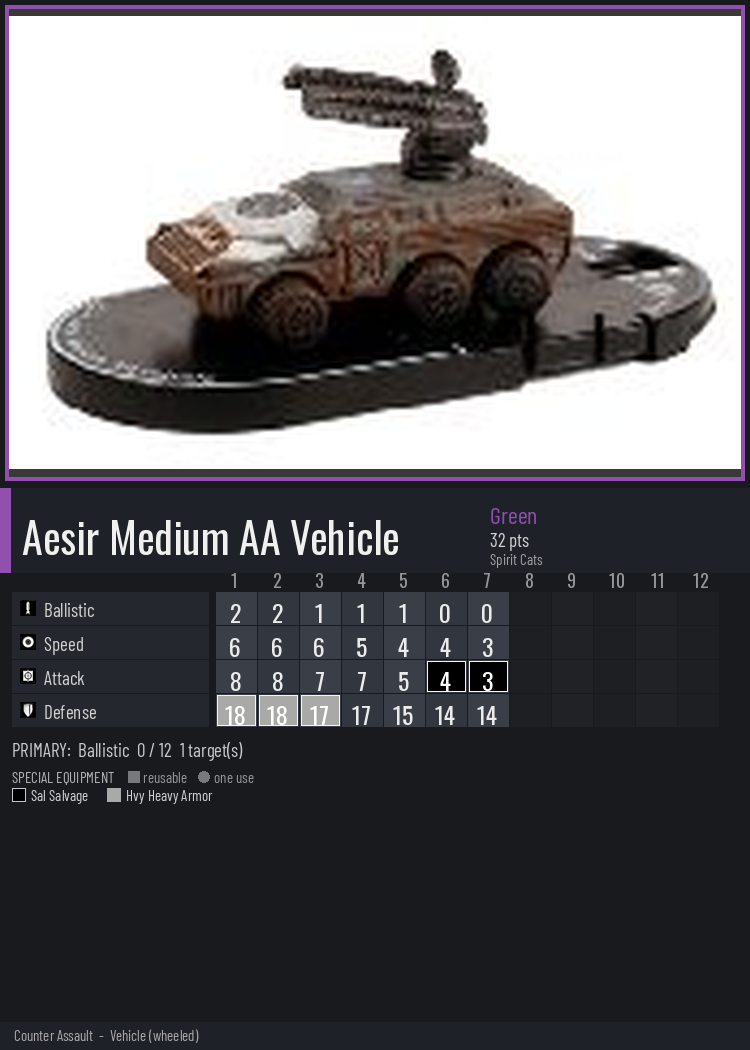 Aesir Medium AA Vehicle
Green
32 pts
Spirit Cats
1 2 3 4 5 6 7 8 9 10 11 12
Ballistic 2 2 1 1 1 0 0
Speed 6 6 6 5 4 4 3
Attack 8 8 7 7 5 4 3
Defense 18 18 17 17 15 14 14
PRIMARY: Ballistic 0 / 12 1 target(s)
SPECIAL EQUIPMENT reusable one use
Sal Salvage Hvy Heavy Armor
Counter Assault - Vehicle (wheeled)